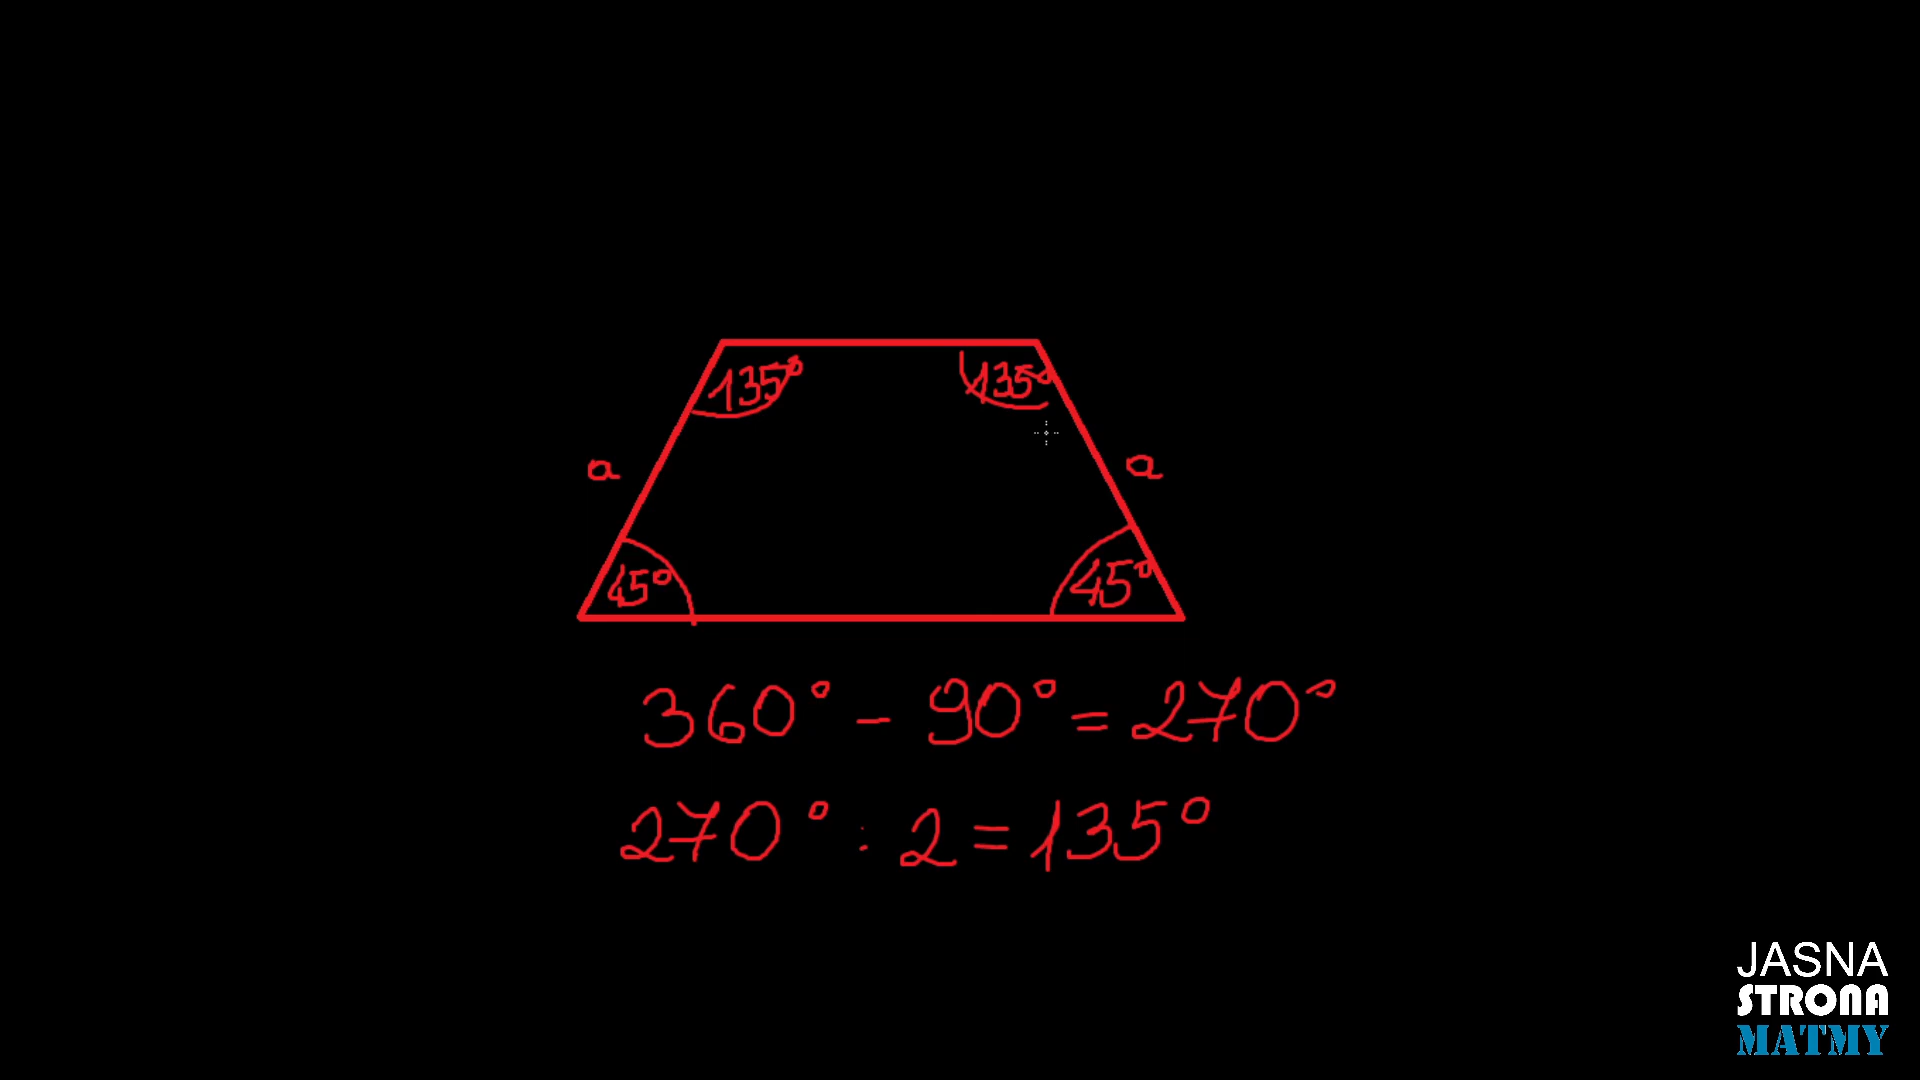 135° 135°
a a
45° 45°
360° - 90° = 270°
270° : 2 = 135°
JASNA
STRONA
MATMY